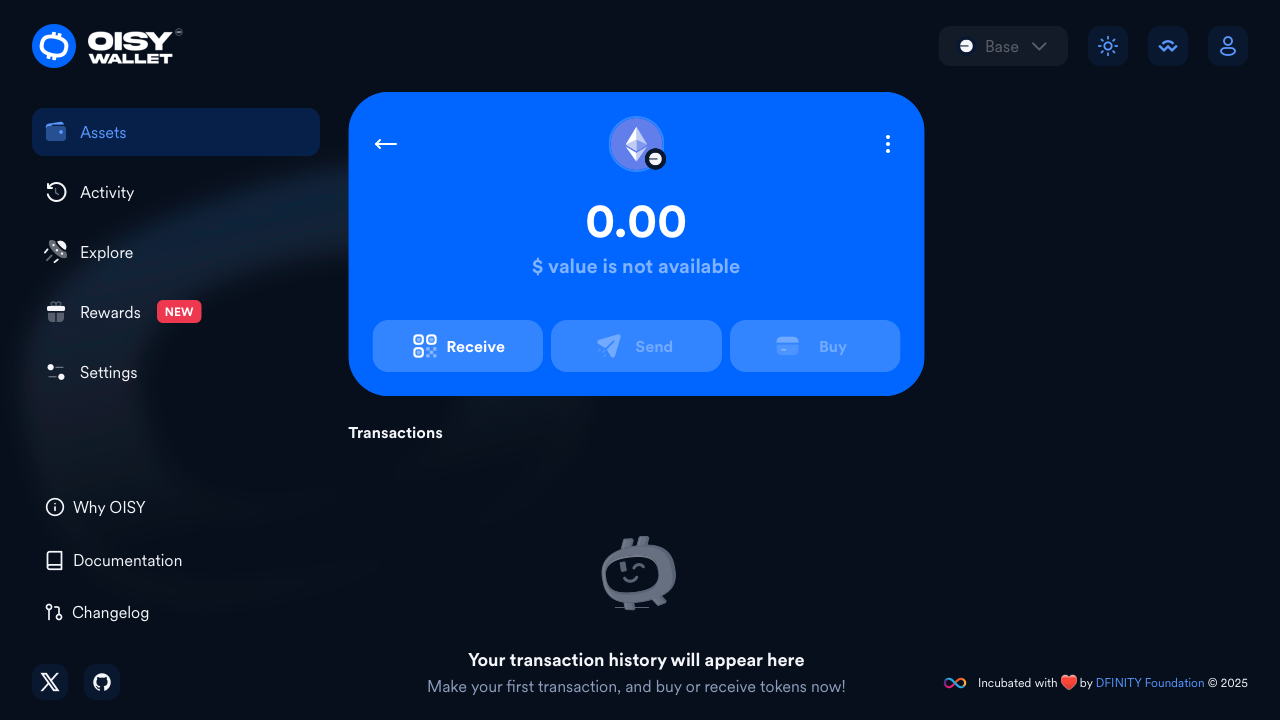 OISY
WALLET
Base
Assets
Activity
Explore
Rewards NEW
Settings
Why OISY
Documentation
Changelog
0.00
$ value is not available
Receive
Send
Buy
Transactions
Your transaction history will appear here
Make your first transaction, and buy or receive tokens now!
Incubated with ❤️ by DFINITY Foundation © 2025